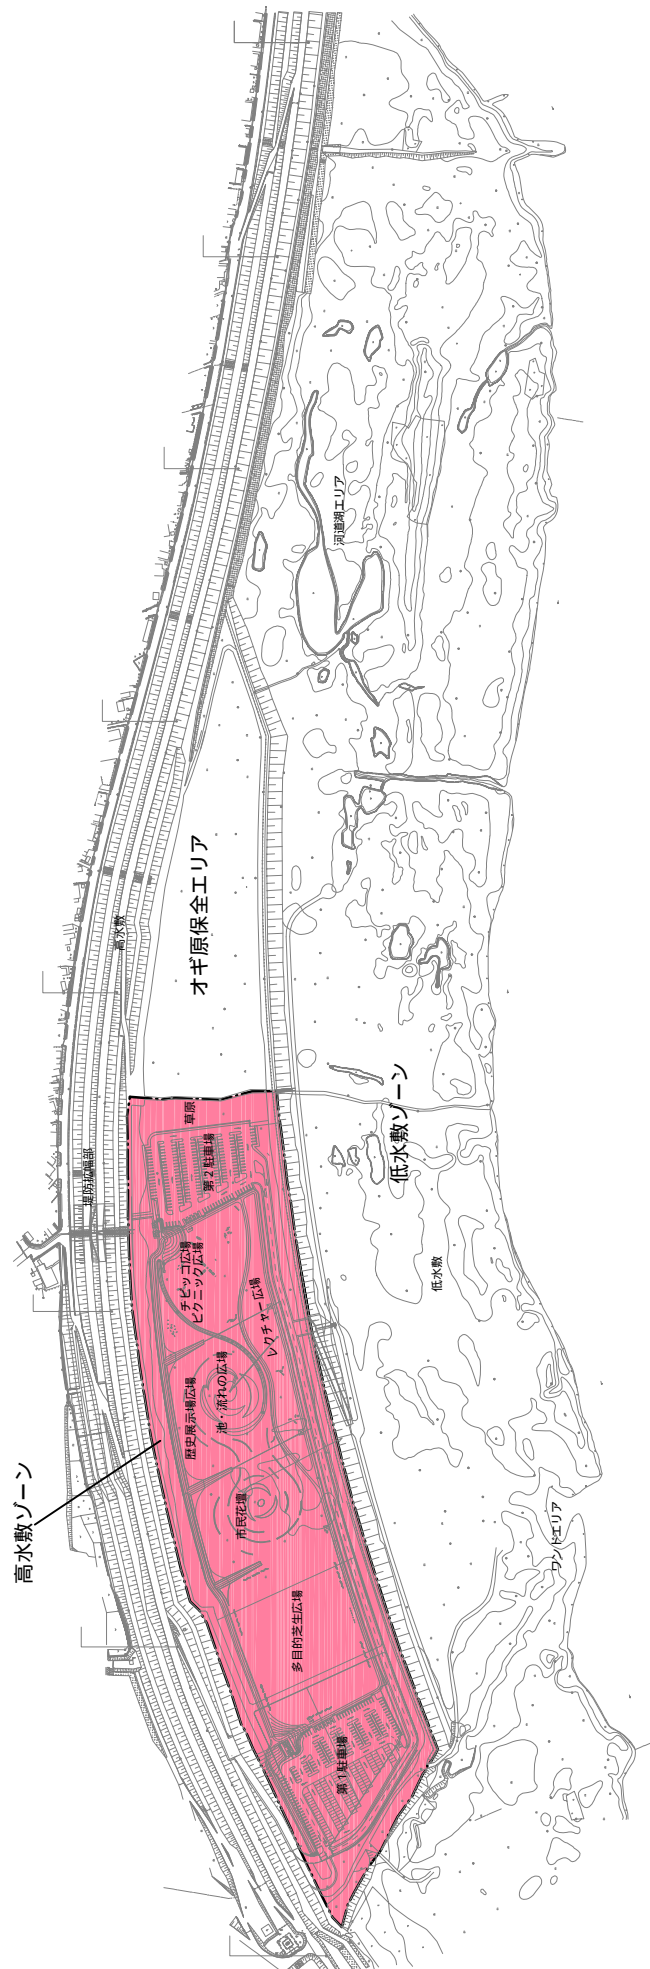 河道湖エリア
オギ原保全エリア
高水敷
低水敷ゾーン
草原
堤防拡幅部
第2駐車場
チビッコ広場
ピクニック広場
レクチャー広場
低水敷
歴史展示場広場
池・流れの広場
高水敷ゾーン
市民花壇
ワンドエリア
多目的芝生広場
第1駐車場